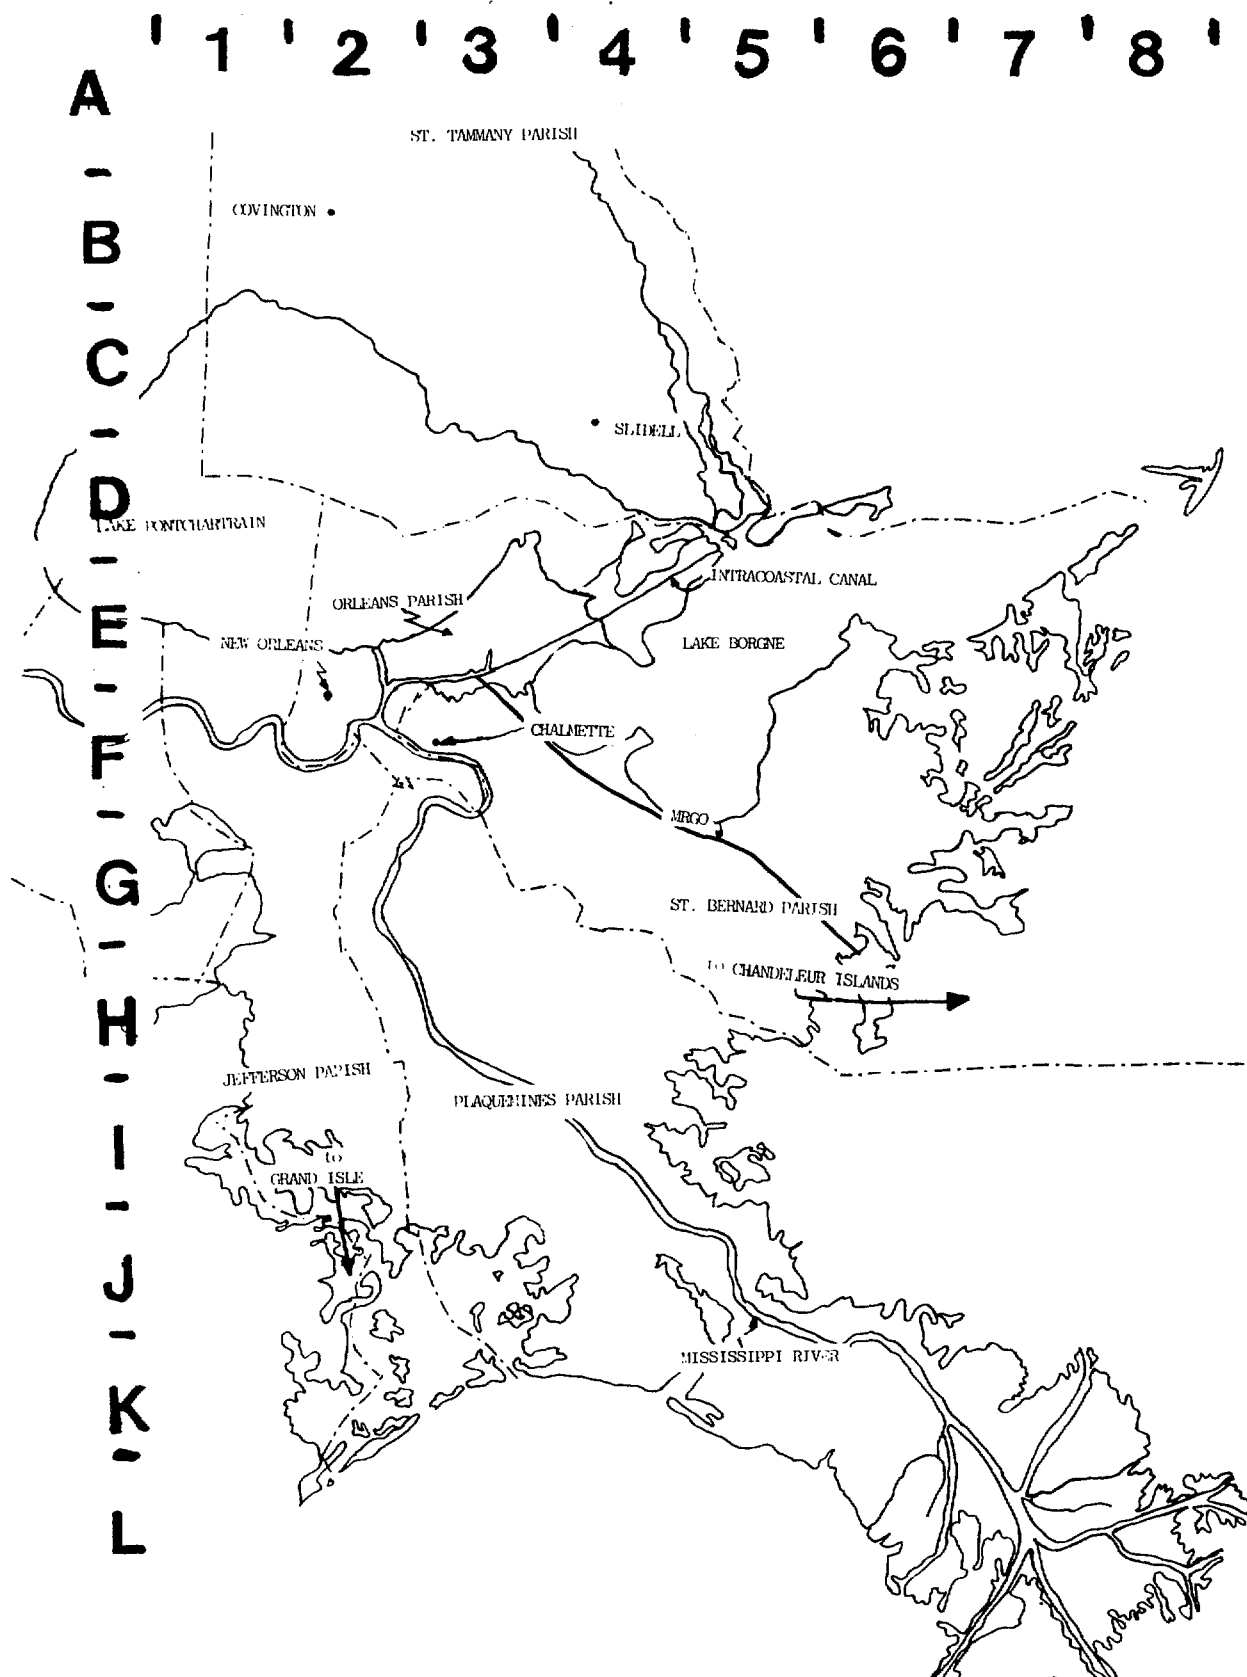 1 2 3 4 5 6 7 8
A
ST. TAMMANY PARISH
COVINGTON
B
C
SLIDELL
D
LAKE PONTCHARTRAIN
INTRACOASTAL CANAL
ORLEANS PARISH
E
NEW ORLEANS
LAKE BORGNE
CHALMETTE
F
MRGO
G
ST. BERNARD PARISH
TO CHANDELEUR ISLANDS
H
JEFFERSON PARISH
PLAQUEMINES PARISH
I
to
GRAND ISLE
J
MISSISSIPPI RIVER
K
L